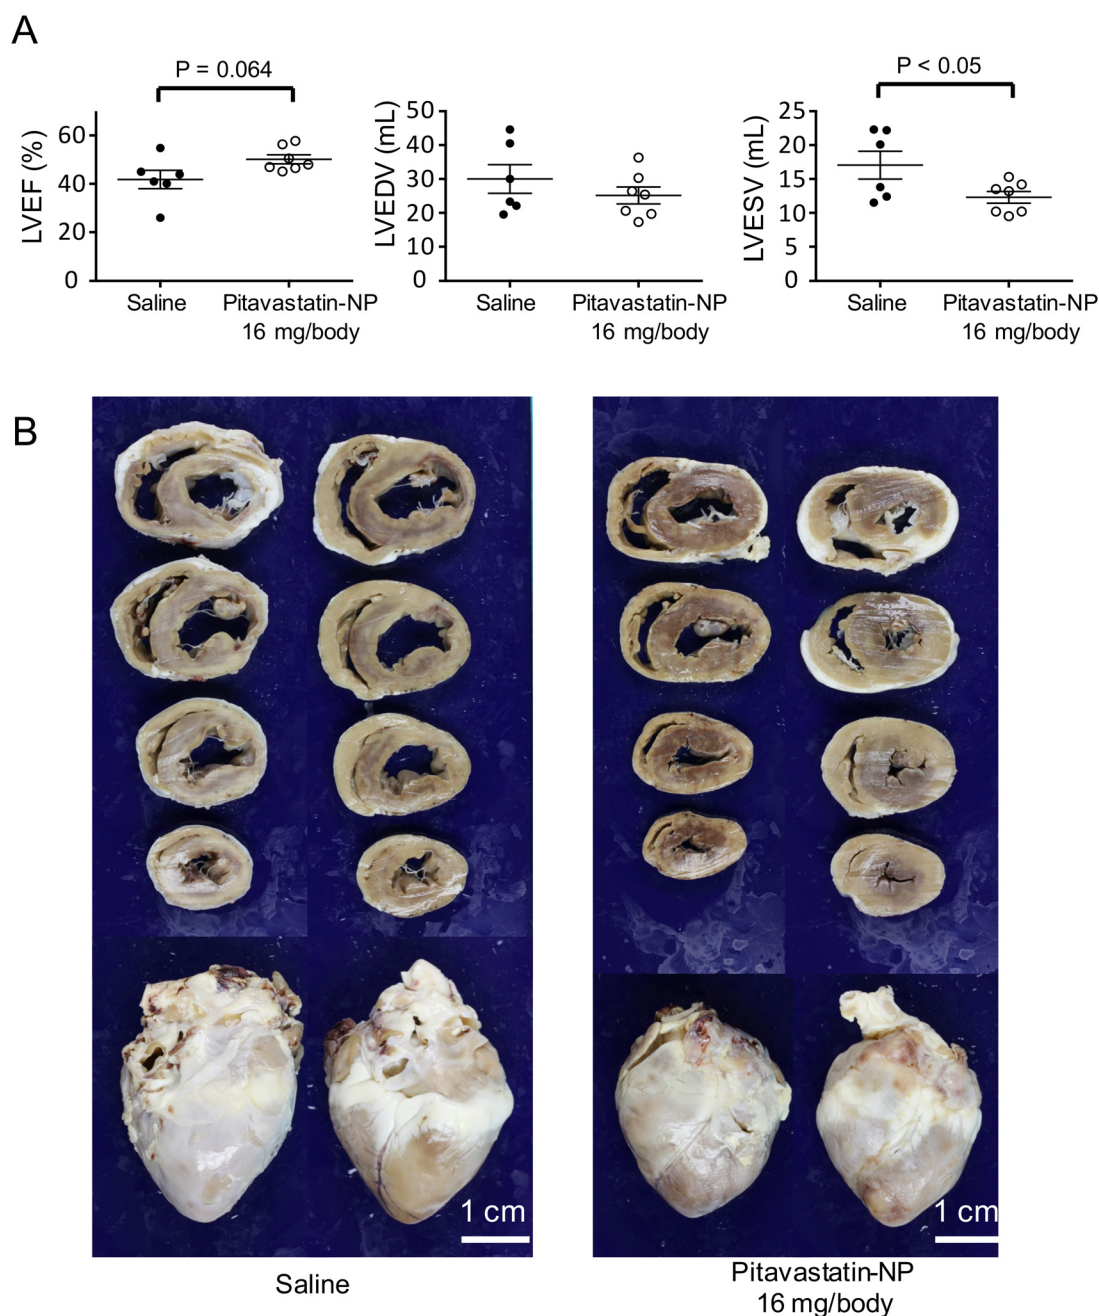 A
P = 0.064
LVEF (%)
60
40
20
0
Saline
Pitavastatin-NP
16 mg/body
LVEDV (mL)
50
40
30
20
10
0
Saline
Pitavastatin-NP
16 mg/body
P < 0.05
LVESV (mL)
25
20
15
10
5
0
Saline
Pitavastatin-NP
16 mg/body
B
1 cm
1 cm
Saline
Pitavastatin-NP
16 mg/body